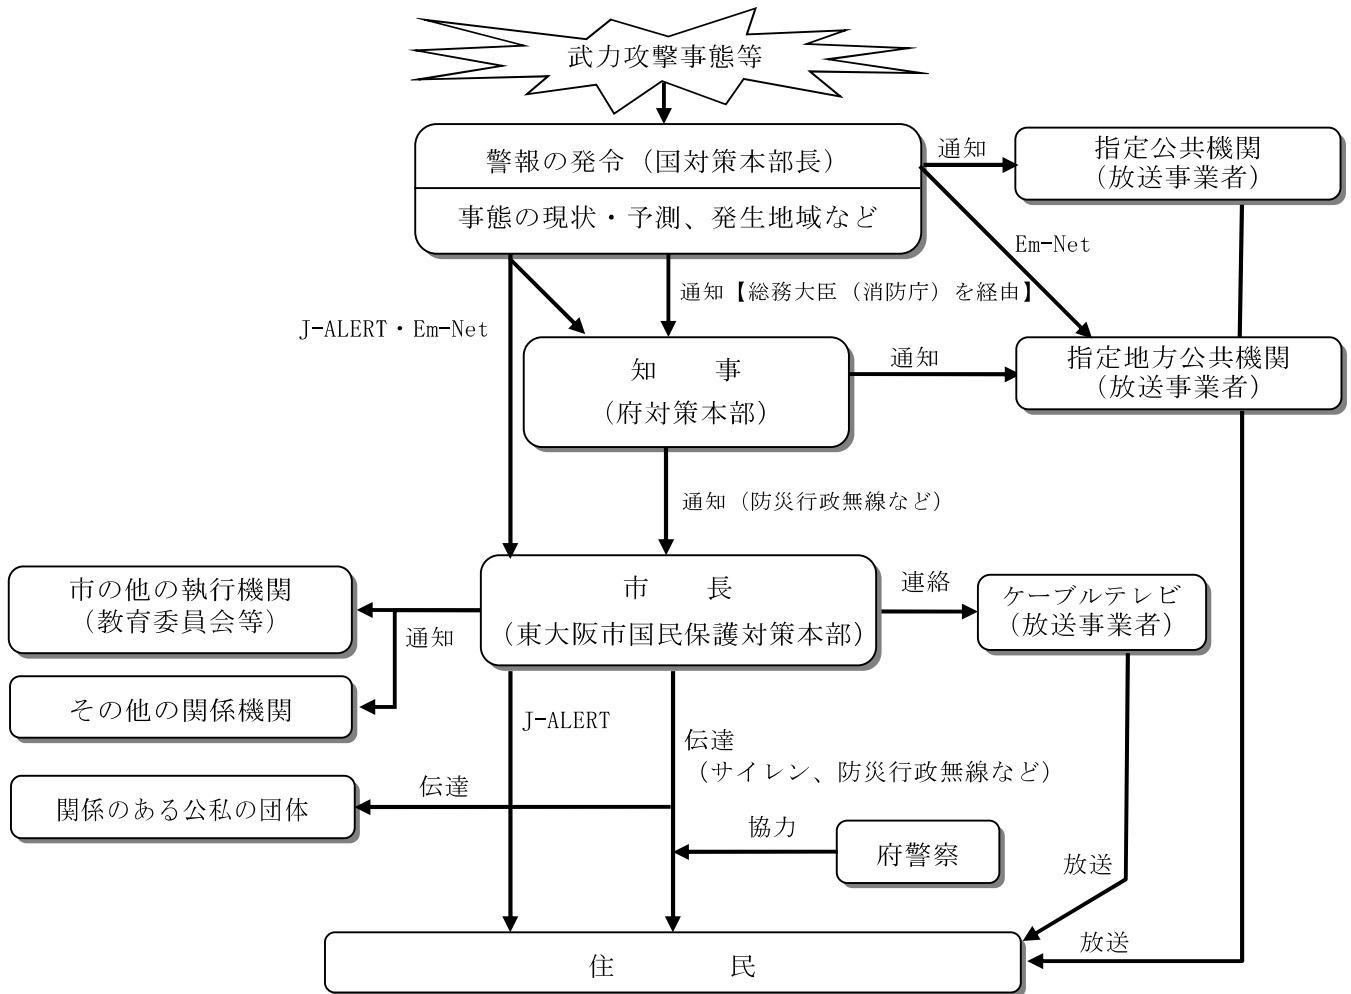 武力攻撃事態等
警報の発令（国対策本部長）
事態の現状・予測、発生地域など
通知
指定公共機関
（放送事業者）
Em-Net
通知【総務大臣（消防庁）を経由】
J-ALERT・Em-Net
知　　事
（府対策本部）
通知
指定地方公共機関
（放送事業者）
通知（防災行政無線など）
市の他の執行機関
（教育委員会等）
通知
市　　長
（東大阪市国民保護対策本部）
連絡
ケーブルテレビ
（放送事業者）
その他の関係機関
J-ALERT
伝達
（サイレン、防災行政無線など）
関係のある公私の団体
伝達
協力
府警察
放送
放送
住　　　　民